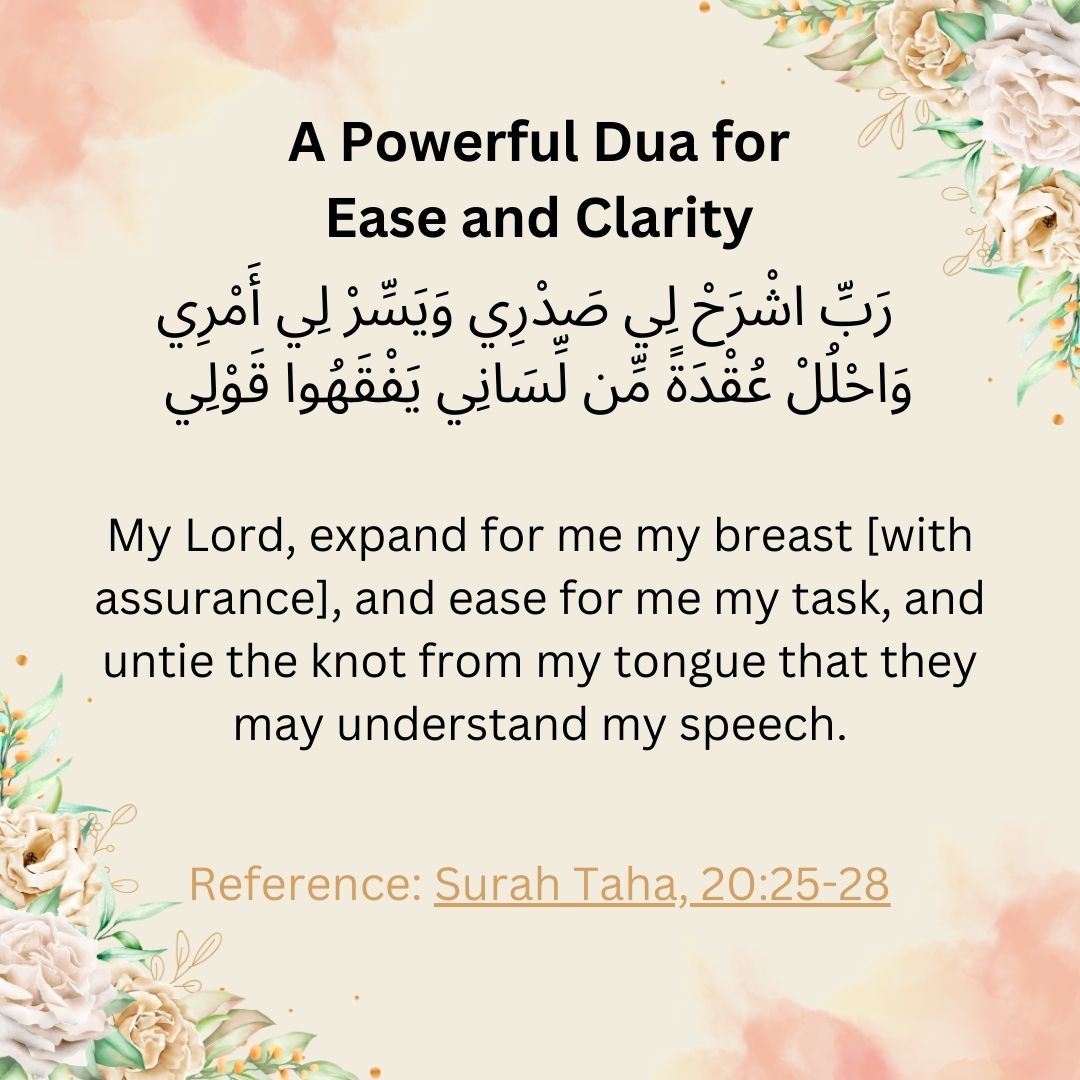 A Powerful Dua for
Ease and Clarity
رَبِّ اشْرَحْ لِي صَدْرِي وَيَسِّرْ لِي أَمْرِي
وَاحْلُلْ عُقْدَةً مِّن لِّسَانِي يَفْقَهُوا قَوْلِي
My Lord, expand for me my breast [with
assurance], and ease for me my task, and
untie the knot from my tongue that they
may understand my speech.
Reference: Surah Taha, 20:25-28